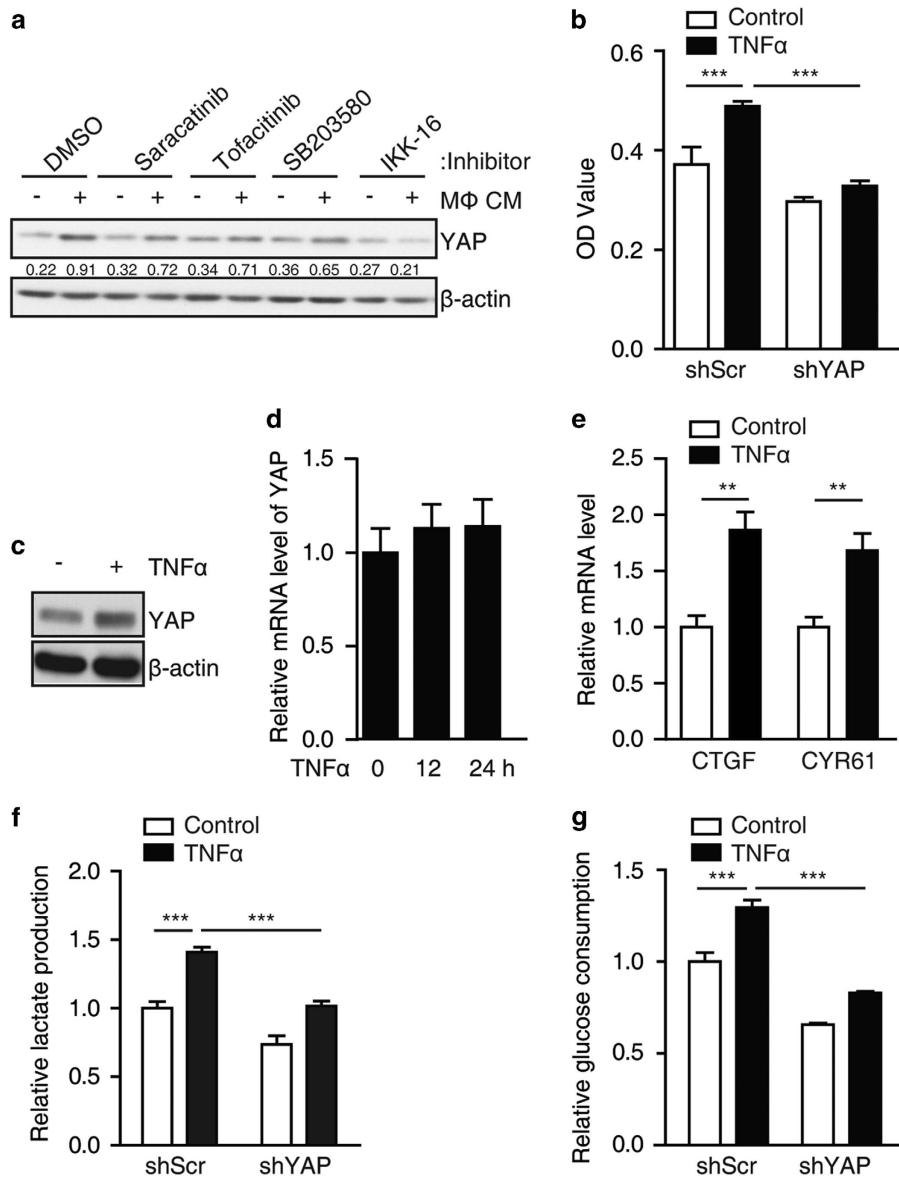 a
DMSO Saracatinib Tofacitinib SB203580 IKK-16 :Inhibitor
- + - + - + - + - + MΦ CM
YAP
0.22 0.91 0.32 0.72 0.34 0.71 0.36 0.65 0.27 0.21
β-actin
b
Control
TNFα
OD Value
0.6
0.4
0.2
0.0
*** ***
shScr shYAP
c
- + TNFα
YAP
β-actin
d
Relative mRNA level of YAP
1.5
1.0
0.5
0.0
TNFα 0 12 24 h
e
Control
TNFα
Relative mRNA level
2.5
2.0
1.5
1.0
0.5
0.0
** **
CTGF CYR61
f
Control
TNFα
Relative lactate production
2.0
1.5
1.0
0.5
0.0
*** ***
shScr shYAP
g
Control
TNFα
Relative glucose consumption
1.5
1.0
0.5
0.0
*** ***
shScr shYAP